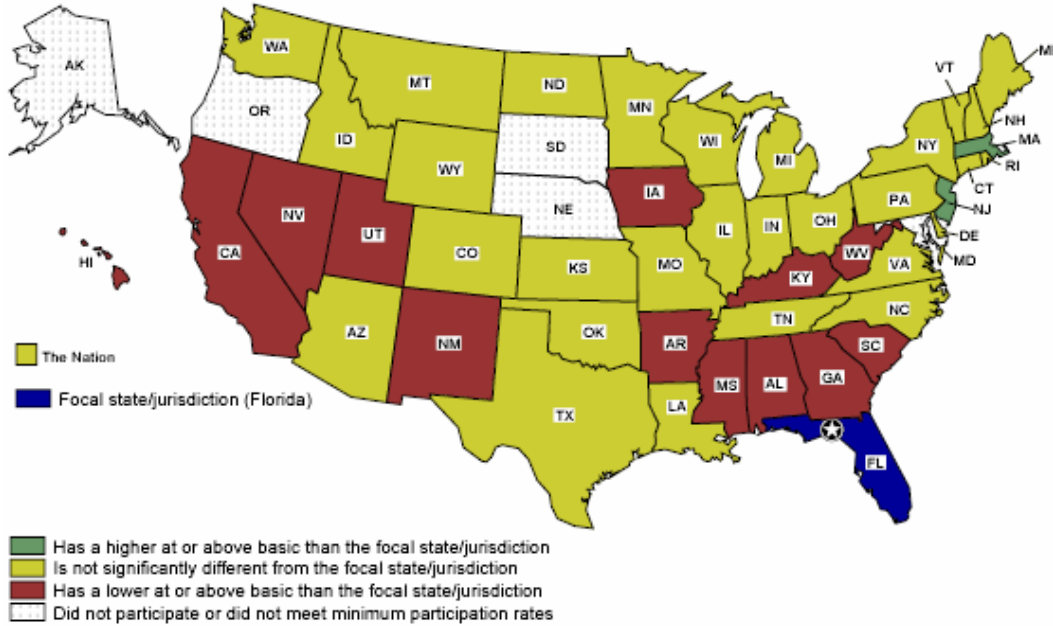 AK
WA
MT
ND
MN
VT
ME
OR
ID
WY
SD
WI
MI
NY
NH
MA
RI
CT
NE
IA
PA
NJ
NV
UT
CO
IL
IN
OH
DE
MD
CA
KS
MO
WV
VA
KY
HI
AZ
NM
OK
AR
TN
NC
SC
MS
AL
GA
TX
LA
FL
The Nation
Focal state/jurisdiction (Florida)
Has a higher at or above basic than the focal state/jurisdiction
Is not significantly different from the focal state/jurisdiction
Has a lower at or above basic than the focal state/jurisdiction
Did not participate or did not meet minimum participation rates